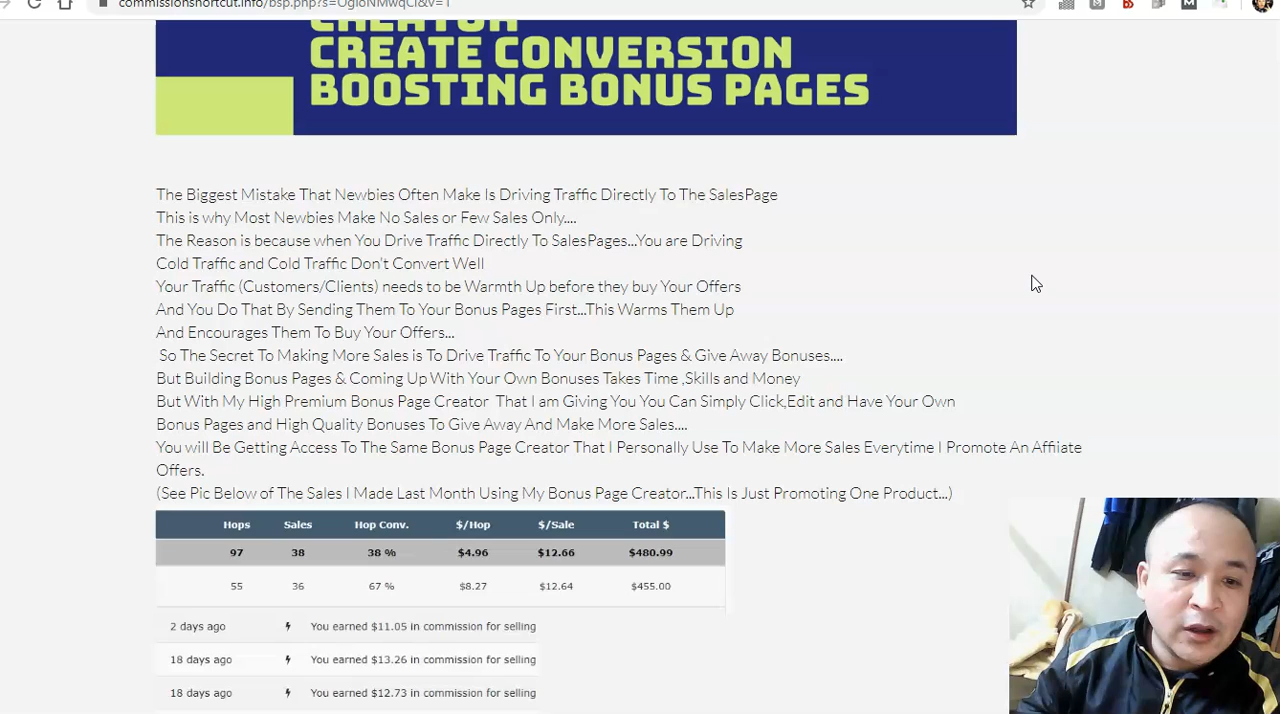 commissionshortcut.info/bsp.php?s=OgIoNMwqCl&v=1
CREATOR
CREATE CONVERSION
BOOSTING BONUS PAGES
The Biggest Mistake That Newbies Often Make Is Driving Traffic Directly To The SalesPage
This is why Most Newbies Make No Sales or Few Sales Only....
The Reason is because when You Drive Traffic Directly To SalesPages...You are Driving
Cold Traffic and Cold Traffic Don't Convert Well
Your Traffic (Customers/Clients) needs to be Warmth Up before they buy Your Offers
And You Do That By Sending Them To Your Bonus Pages First...This Warms Them Up
And Encourages Them To Buy Your Offers...
So The Secret To Making More Sales is To Drive Traffic To Your Bonus Pages & Give Away Bonuses....
But Building Bonus Pages & Coming Up With Your Own Bonuses Takes Time ,Skills and Money
But With My High Premium Bonus Page Creator That I am Giving You You Can Simply Click,Edit and Have Your Own
Bonus Pages and High Quality Bonuses To Give Away And Make More Sales....
You will Be Getting Access To The Same Bonus Page Creator That I Personally Use To Make More Sales Everytime I Promote An Affiiate
Offers.
(See Pic Below of The Sales I Made Last Month Using My Bonus Page Creator...This Is Just Promoting One Product...)
Hops Sales Hop Conv. $/Hop $/Sale Total $
97 38 38 % $4.96 $12.66 $480.99
55 36 67 % $8.27 $12.64 $455.00
2 days ago You earned $11.05 in commission for selling
18 days ago You earned $13.26 in commission for selling
18 days ago You earned $12.73 in commission for selling